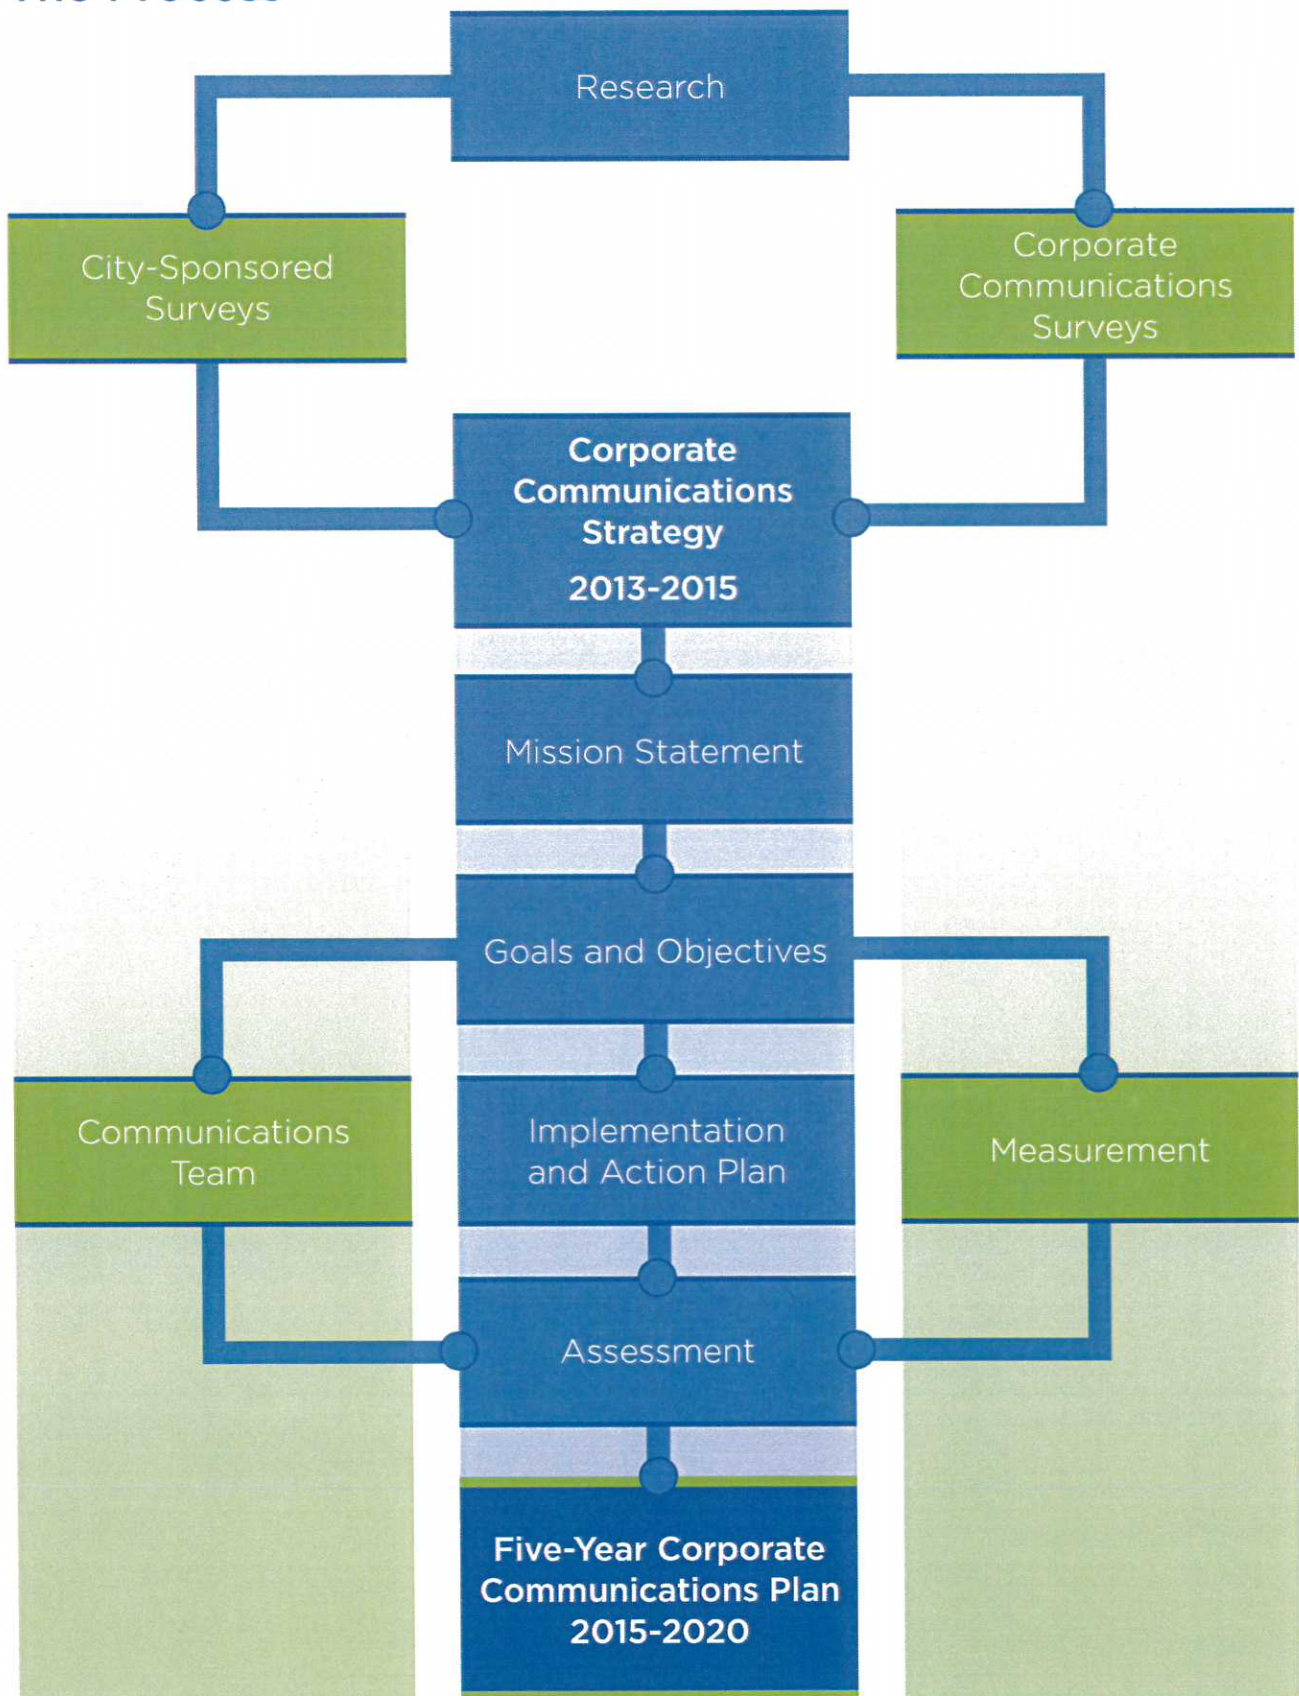 Research
City-Sponsored
Surveys
Corporate
Communications
Surveys
Corporate
Communications
Strategy
2013-2015
Mission Statement
Goals and Objectives
Communications
Team
Implementation
and Action Plan
Measurement
Assessment
Five-Year Corporate
Communications Plan
2015-2020